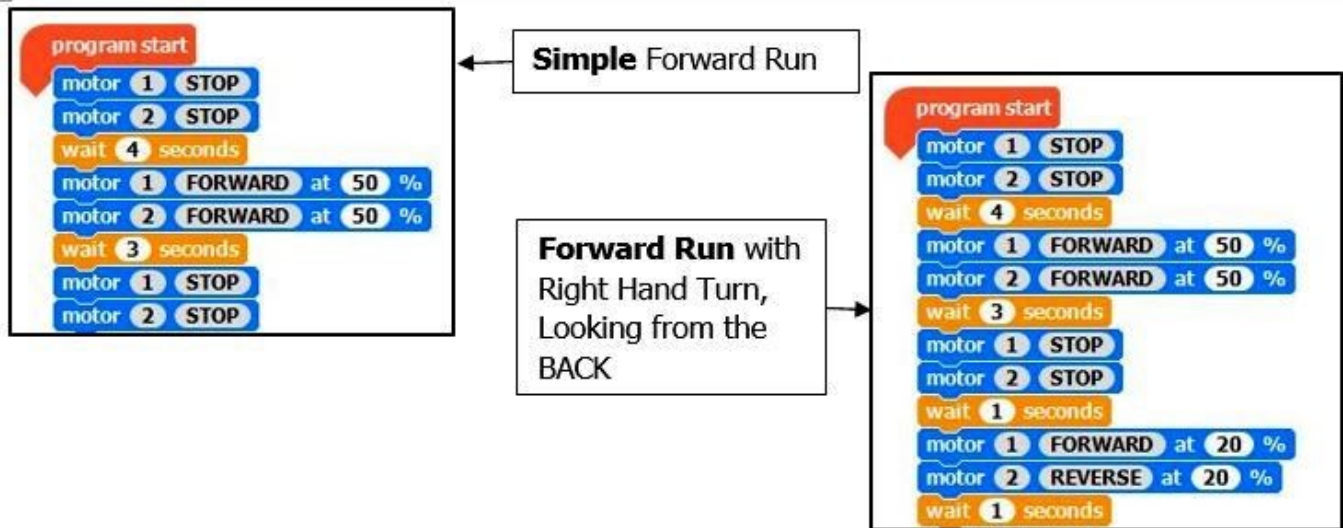 program start
motor 1 STOP
motor 2 STOP
wait 4 seconds
motor 1 FORWARD at 50 %
motor 2 FORWARD at 50 %
wait 3 seconds
motor 1 STOP
motor 2 STOP
Simple Forward Run
Forward Run with
Right Hand Turn,
Looking from the
BACK
program start
motor 1 STOP
motor 2 STOP
wait 4 seconds
motor 1 FORWARD at 50 %
motor 2 FORWARD at 50 %
wait 3 seconds
motor 1 STOP
motor 2 STOP
wait 1 seconds
motor 1 FORWARD at 20 %
motor 2 REVERSE at 20 %
wait 1 seconds